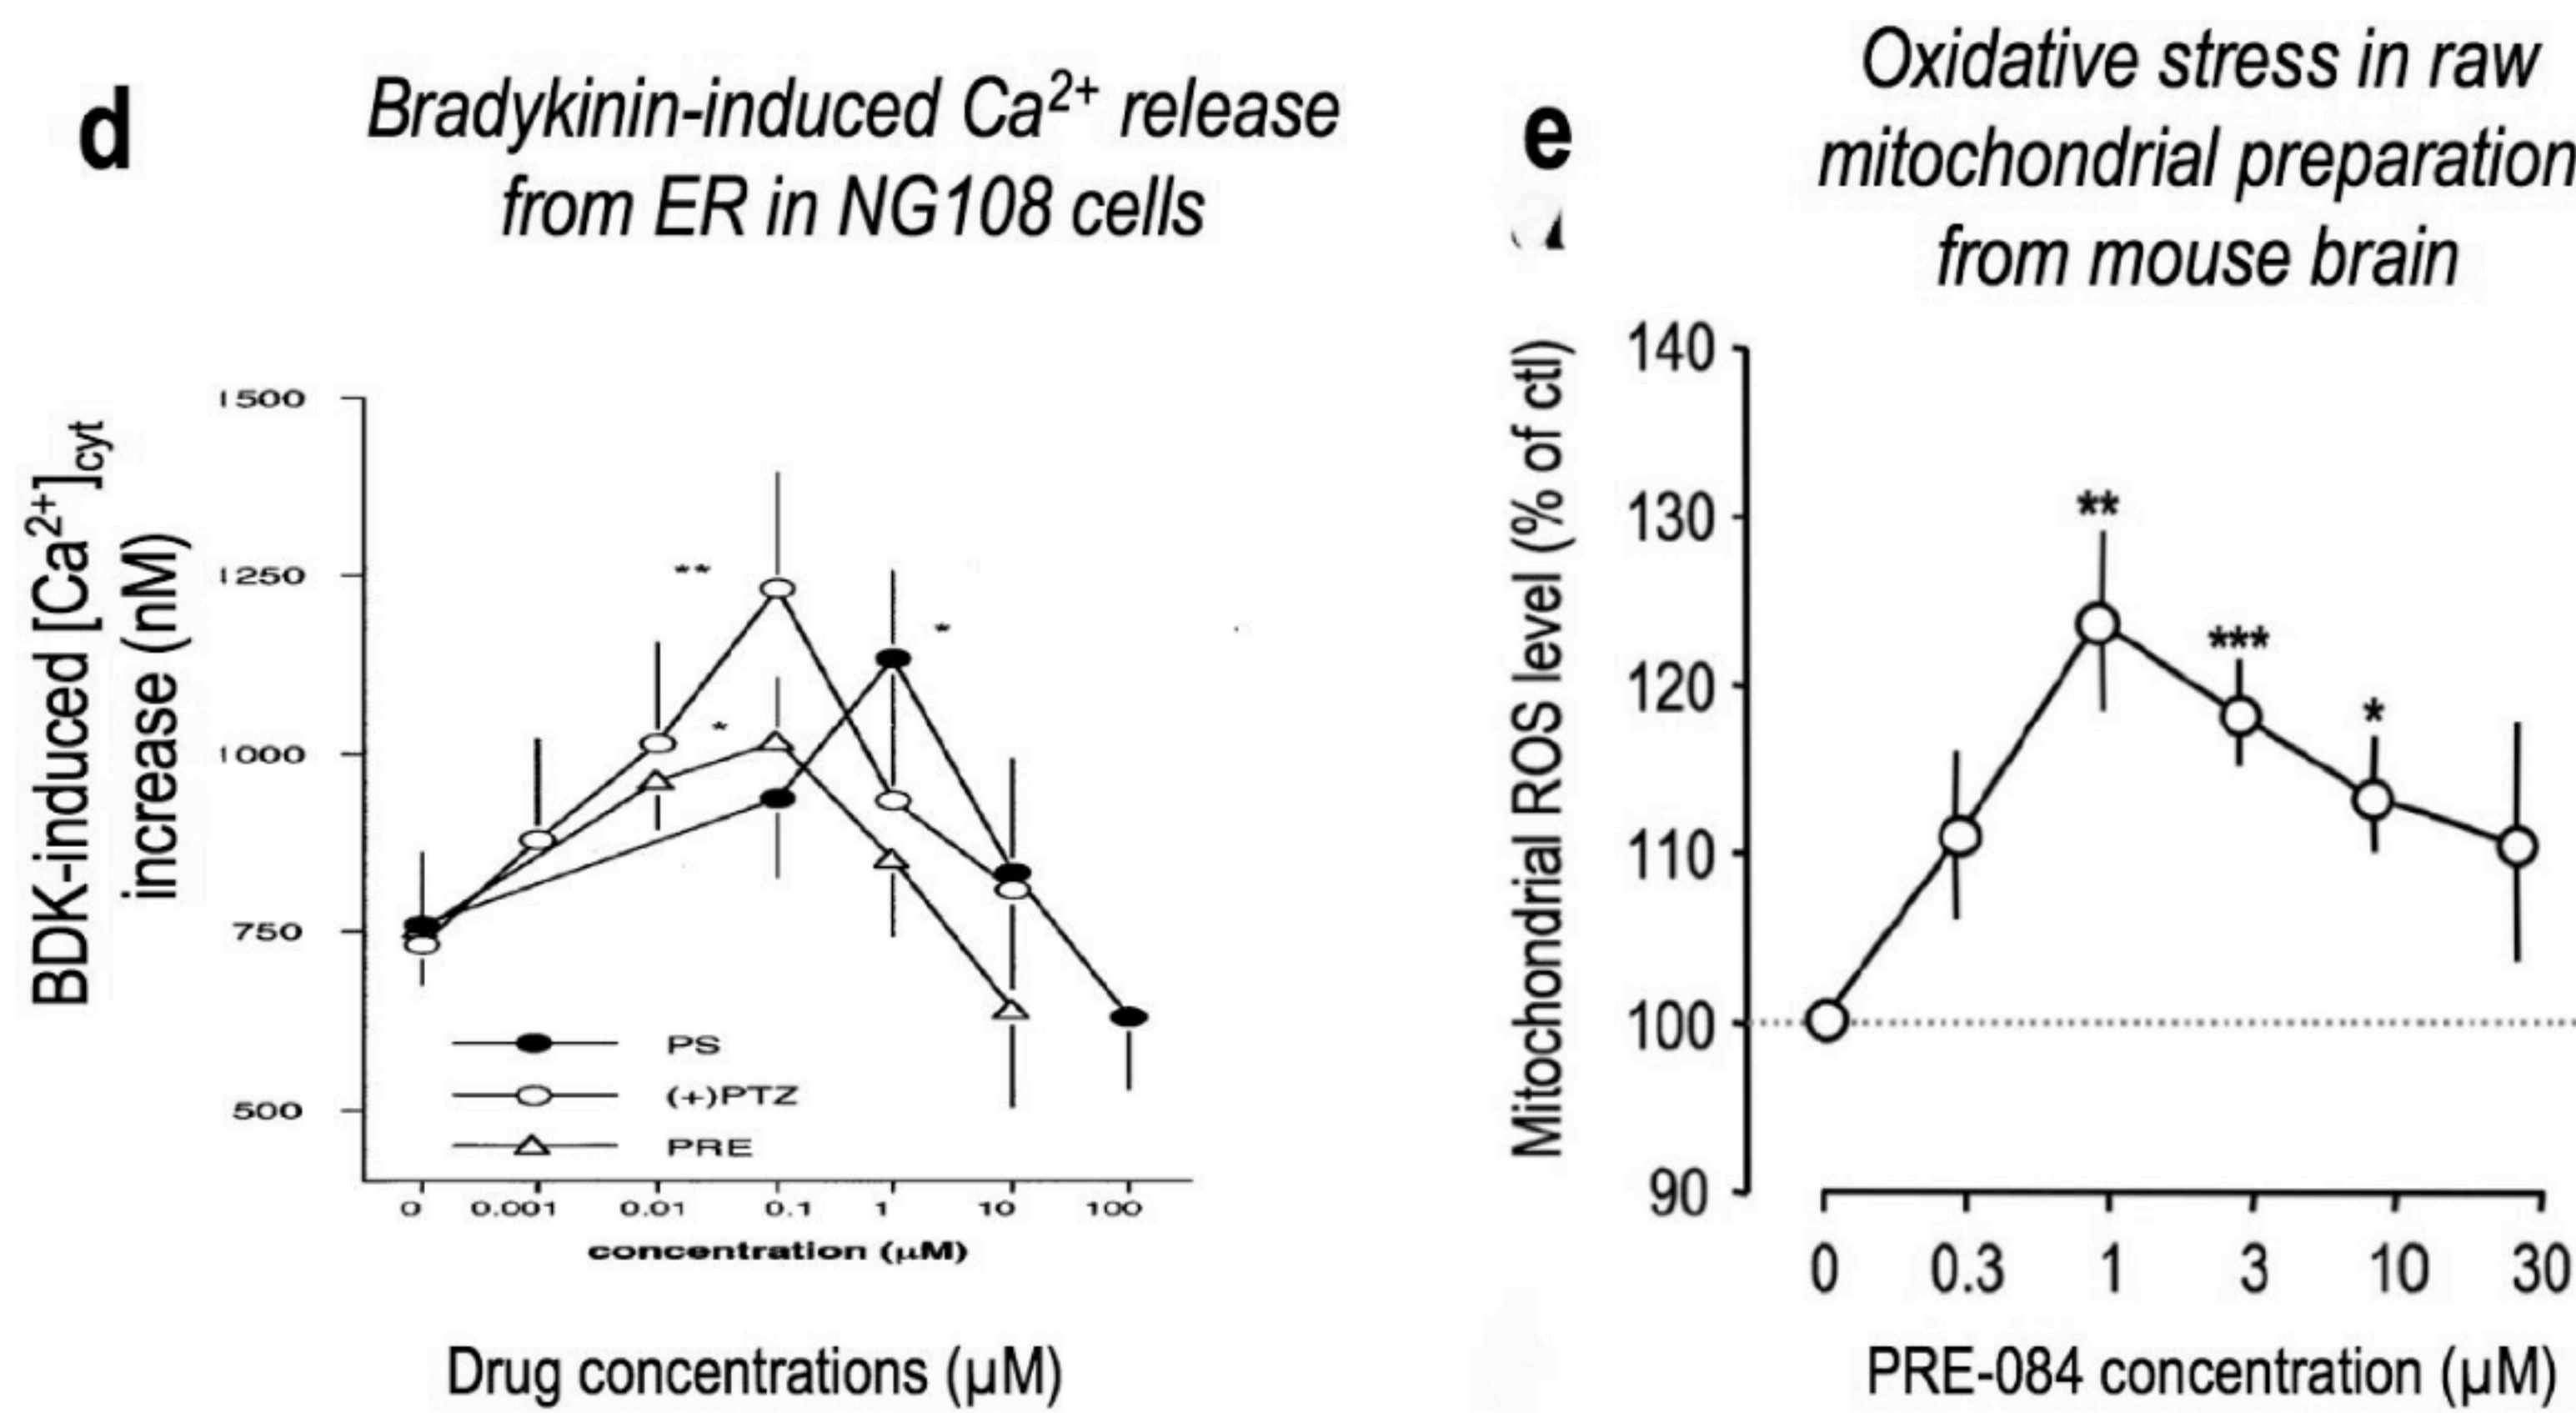 d
Bradykinin-induced Ca²⁺ release
from ER in NG108 cells
BDK-induced [Ca²⁺]cyt
increase (nM)
1500
1250
1000
750
500
**
*
*
PS
(+)PTZ
PRE
0 0.001 0.01 0.1 1 10 100
concentration (μM)
Drug concentrations (μM)
e
Oxidative stress in raw
mitochondrial preparation
from mouse brain
Mitochondrial ROS level (% of ctl)
140
130
120
110
100
90
**
***
*
0 0.3 1 3 10 30
PRE-084 concentration (μM)